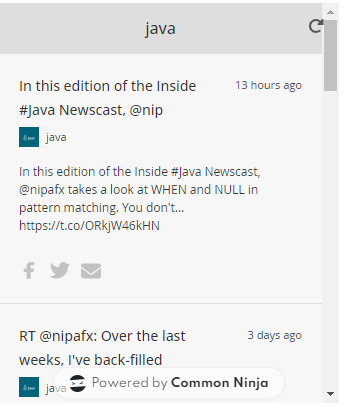 java
In this edition of the Inside
#Java Newscast, @nip
13 hours ago
java
In this edition of the Inside #Java Newscast,
@nipafx takes a look at WHEN and NULL in
pattern matching. You don't...
https://t.co/ORkjW46kHN
RT @nipafx: Over the last
weeks, I've back-filled
3 days ago
java
Powered by Common Ninja